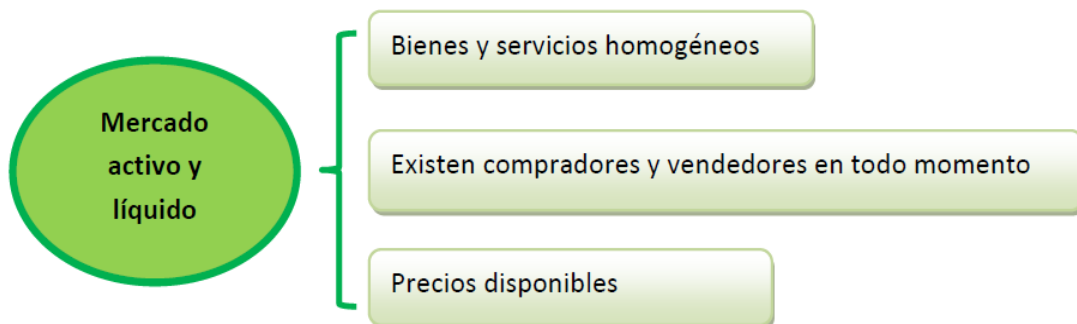 Mercado
activo y
líquido
Bienes y servicios homogéneos
Existen compradores y vendedores en todo momento
Precios disponibles